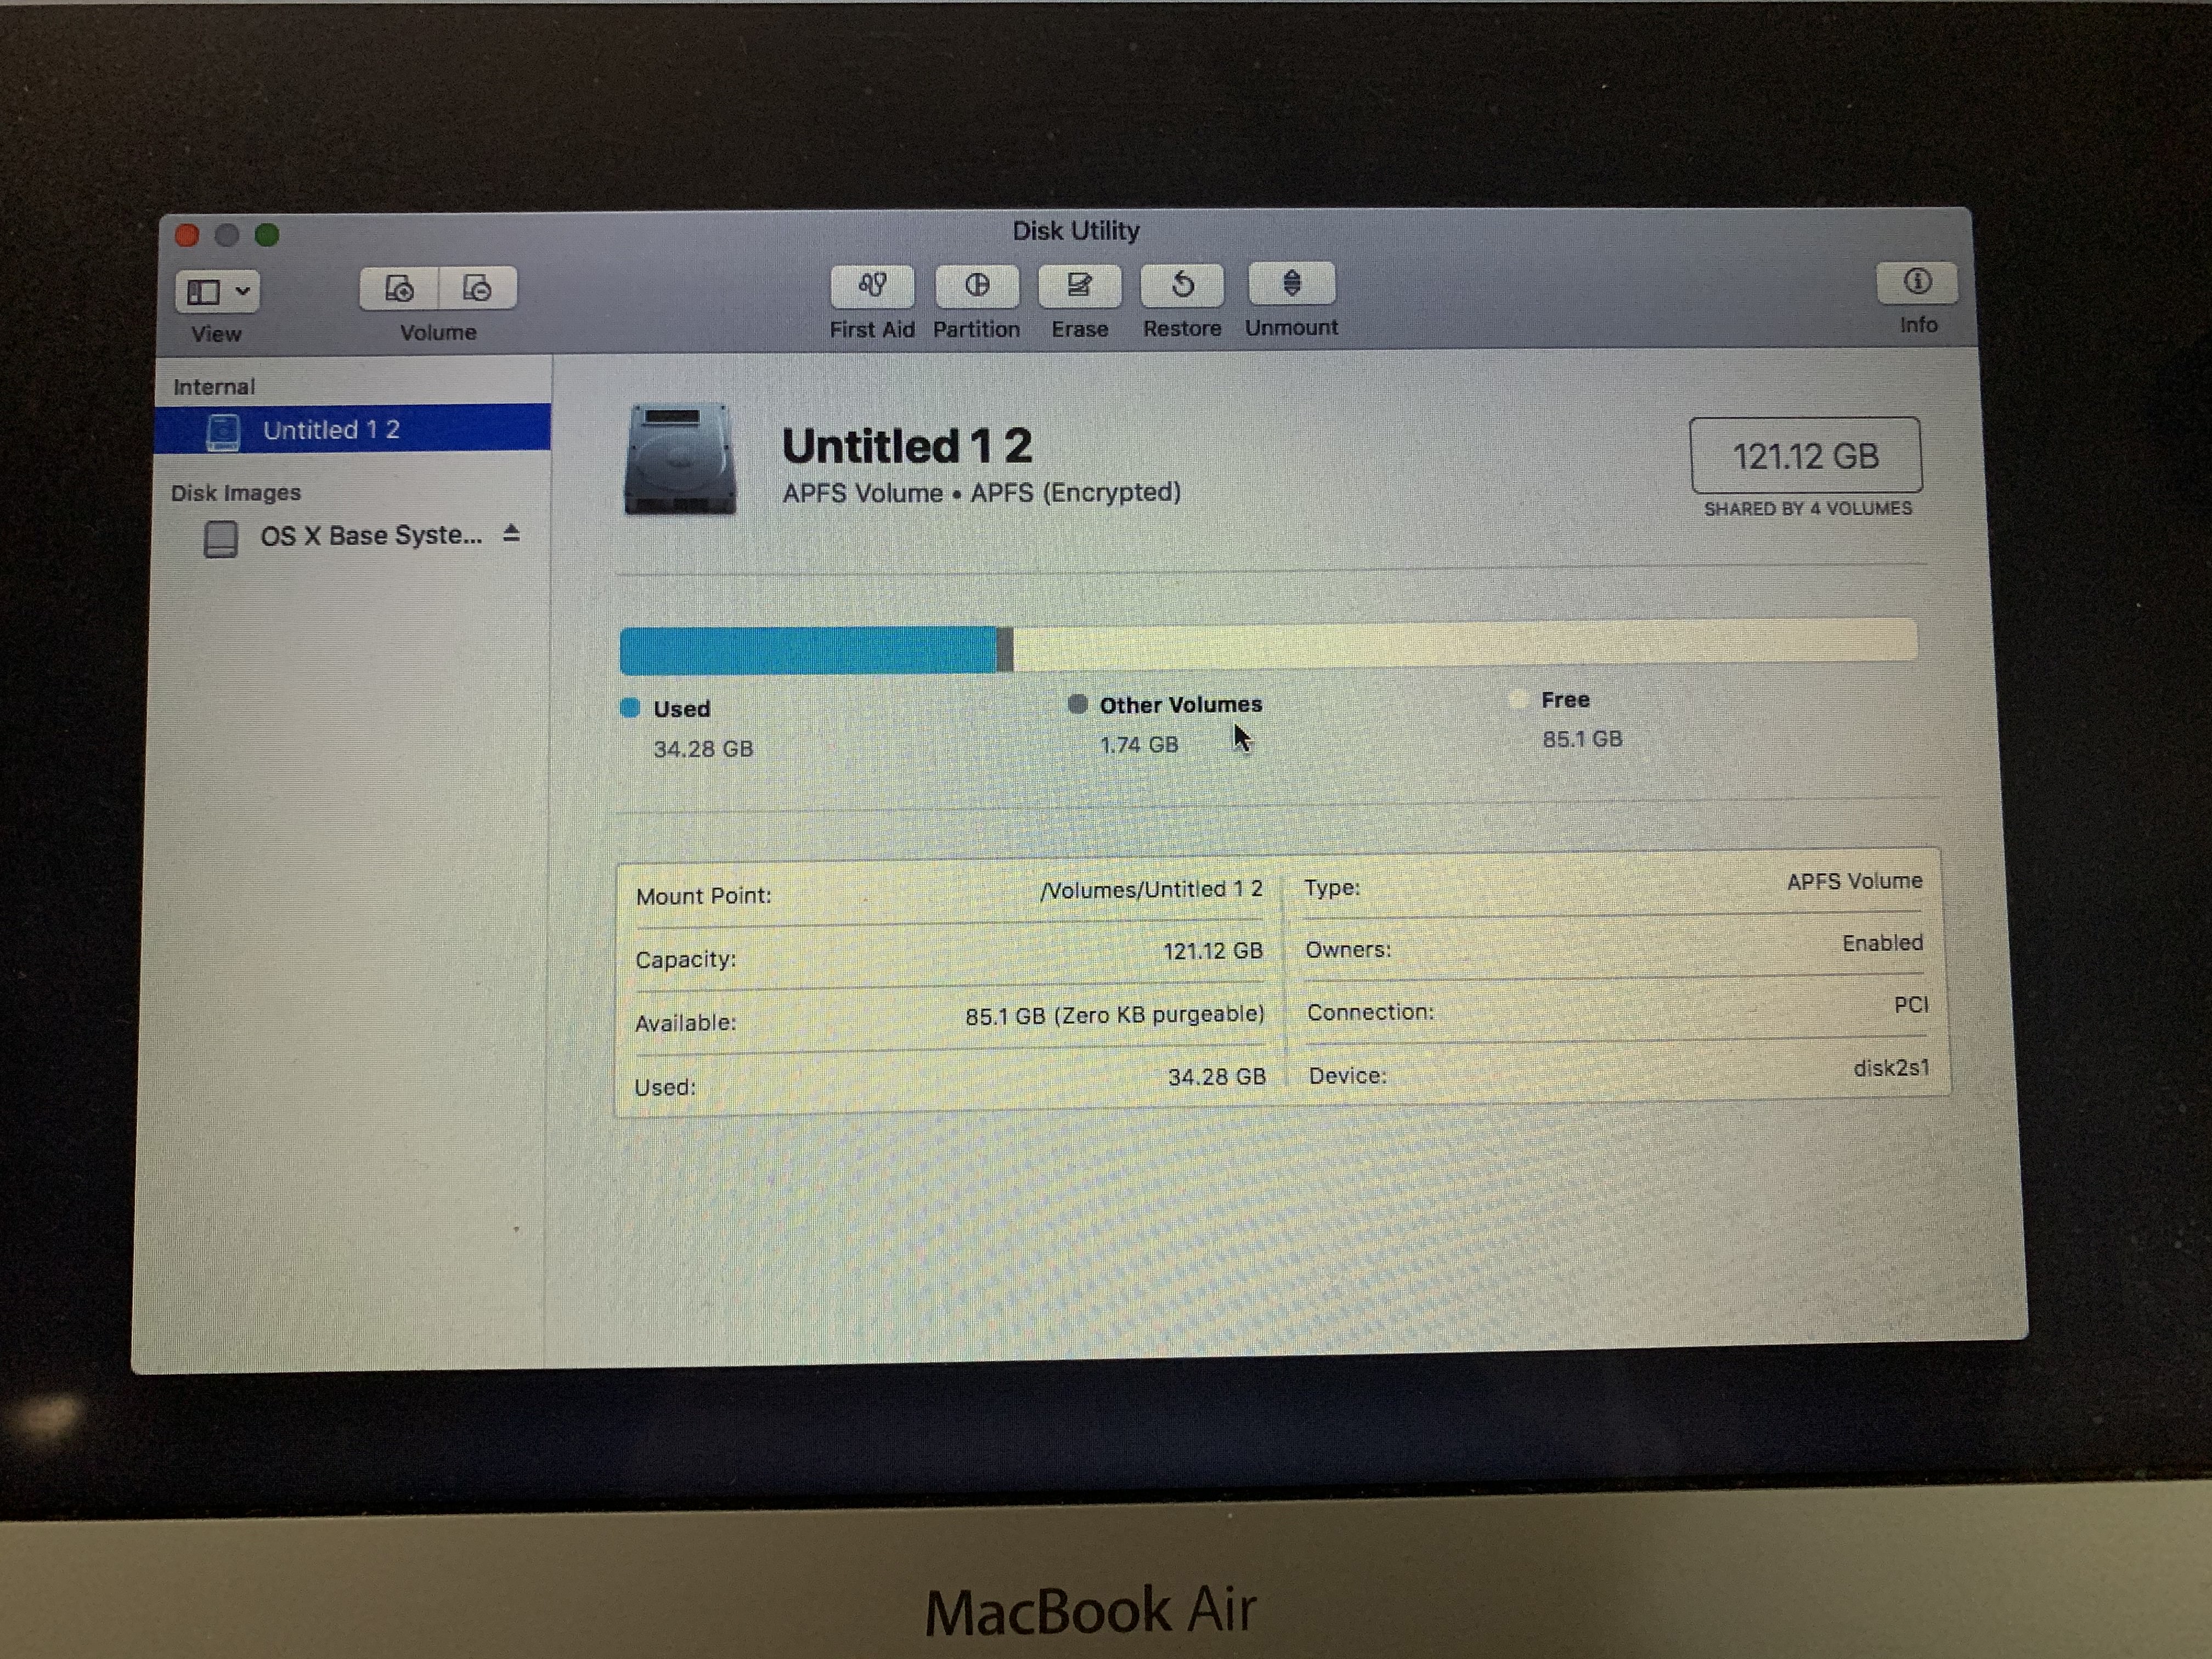 Disk Utility
View
Volume
First Aid
Partition
Erase
Restore
Unmount
Info
Internal
Untitled 1 2
Disk Images
OS X Base Syste...
Untitled 1 2
APFS Volume • APFS (Encrypted)
121.12 GB
SHARED BY 4 VOLUMES
Used
34.28 GB
Other Volumes
1.74 GB
Free
85.1 GB
Mount Point: /Volumes/Untitled 1 2
Capacity: 121.12 GB
Available: 85.1 GB (Zero KB purgeable)
Used: 34.28 GB
Type: APFS Volume
Owners: Enabled
Connection: PCI
Device: disk2s1
MacBook Air